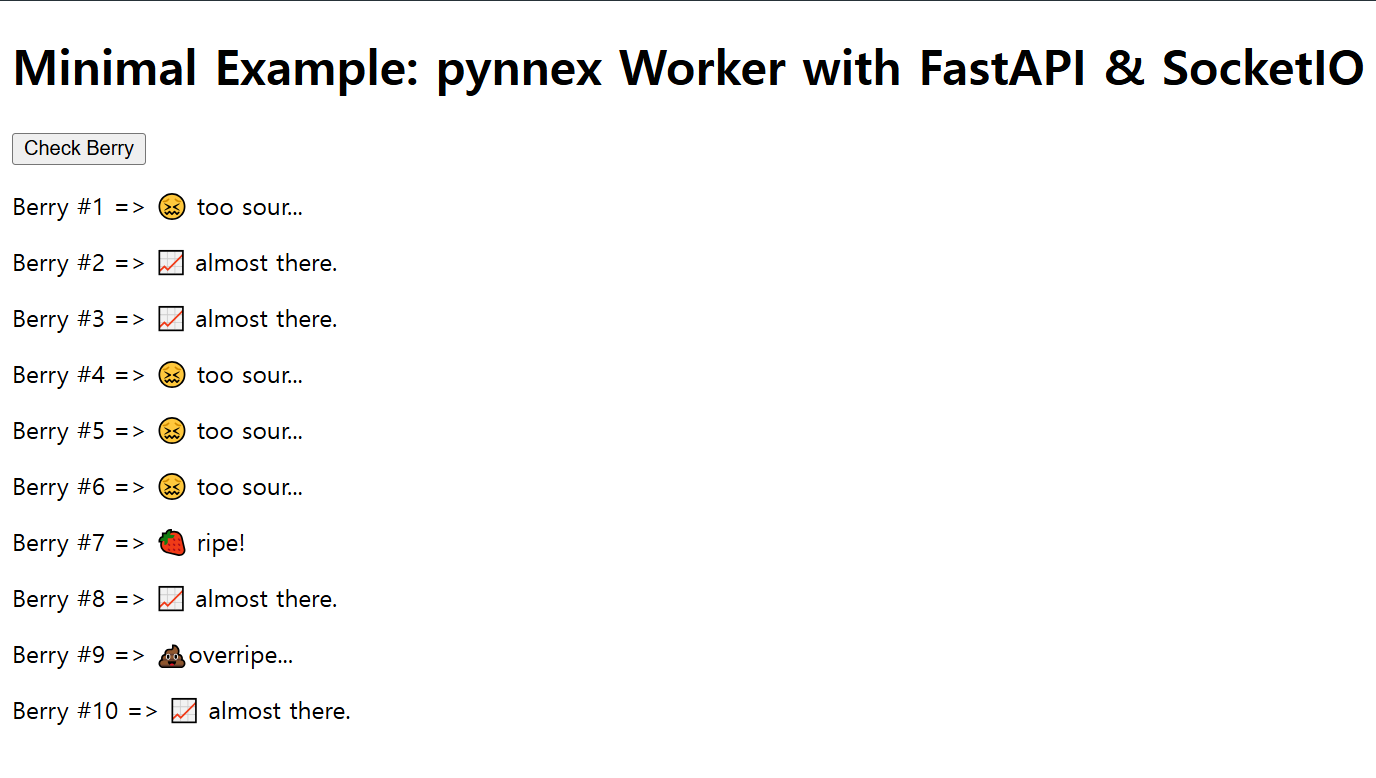 Minimal Example: pynnex Worker with FastAPI & SocketIO
Check Berry
Berry #1 => 😖 too sour...
Berry #2 => 📈 almost there.
Berry #3 => 📈 almost there.
Berry #4 => 😖 too sour...
Berry #5 => 😖 too sour...
Berry #6 => 😖 too sour...
Berry #7 => 🍓 ripe!
Berry #8 => 📈 almost there.
Berry #9 => 💩overripe...
Berry #10 => 📈 almost there.